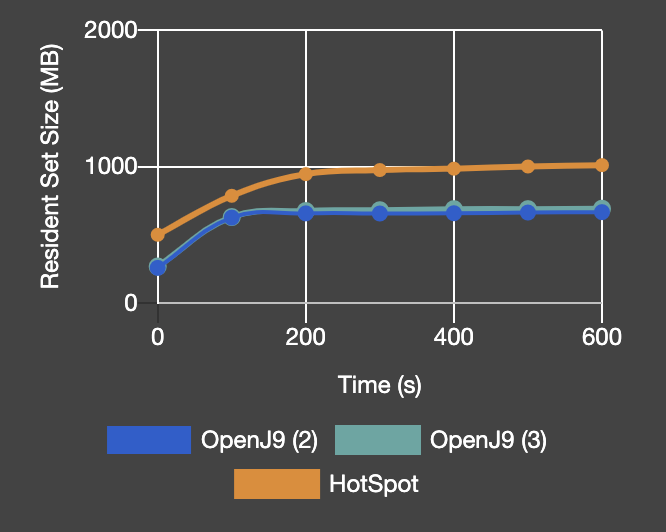 2000
1000
0
Resident Set Size (MB)
0 200 400 600
Time (s)
OpenJ9 (2) OpenJ9 (3)
HotSpot